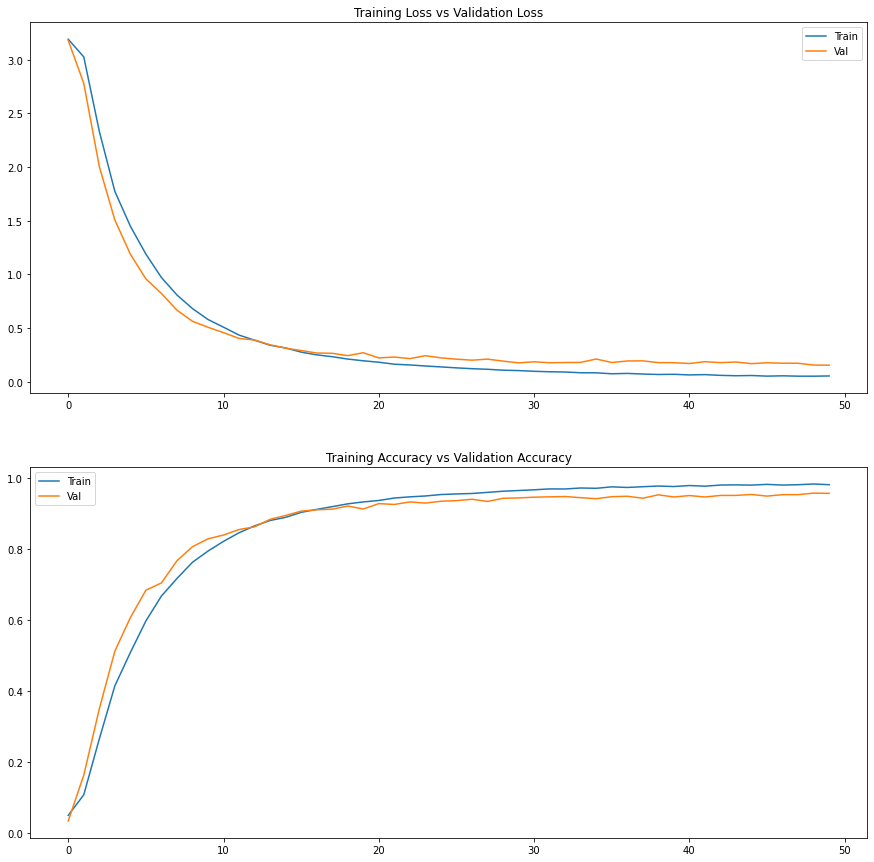 Training Loss vs Validation Loss
Train
Val
3.0
2.5
2.0
1.5
1.0
0.5
0.0
0 10 20 30 40 50
Training Accuracy vs Validation Accuracy
Train
Val
1.0
0.8
0.6
0.4
0.2
0.0
0 10 20 30 40 50